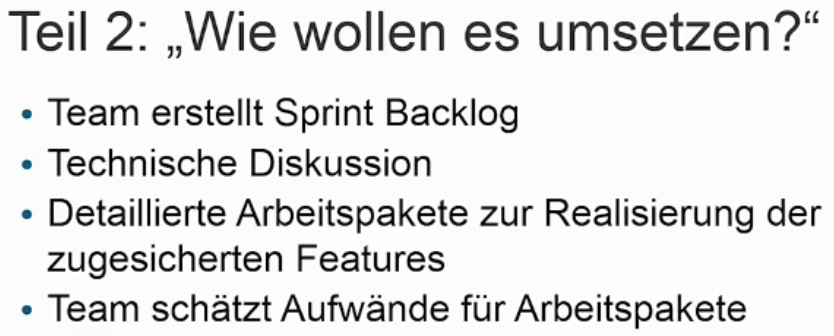 Teil 2: „Wie wollen es umsetzen?“
• Team erstellt Sprint Backlog
• Technische Diskussion
• Detaillierte Arbeitspakete zur Realisierung der
zugesicherten Features
• Team schätzt Aufwände für Arbeitspakete